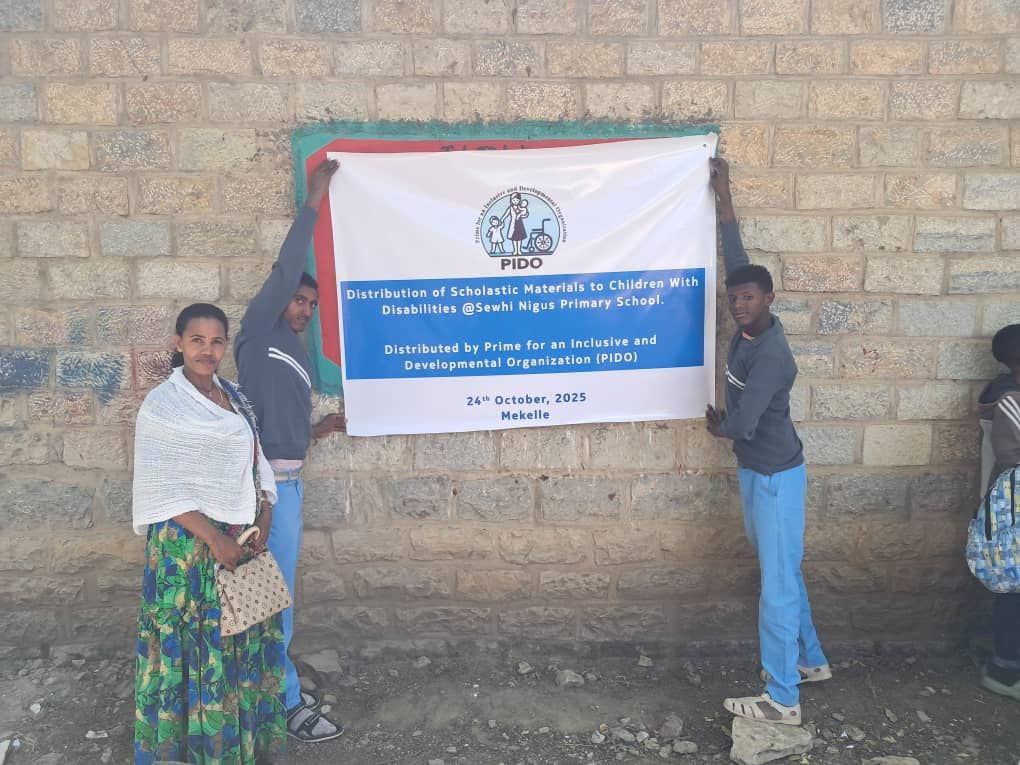 Prime for an Inclusive and Developmental Organization
PIDO
Distribution of Scholastic Materials to Children With
Disabilities @Sewhi Nigus Primary School.
Distributed by Prime for an Inclusive and
Developmental Organization (PIDO)
24th October, 2025
Mekelle